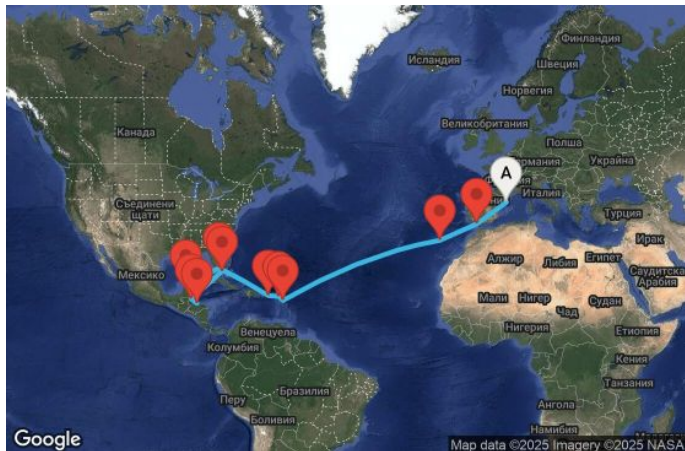 Исландия
ФИНЛАНДИЯ
Швеция
Норвегия
Канада
Великобритания
Полша
Украйна
A
Италия
Турция
Съединени
щати
Мексико
Алжир
Либия
Египет
Ирак
Саудитска
Арабия
Мали
Нигер
Чад
Судан
Нигерия
Етиопия
Кения
Танзания
Ангола
Намибия
Венецуела
Колумбия
Перу
Бразилия
Боливия
Google
Map data ©2025 Imagery ©2025 NASA